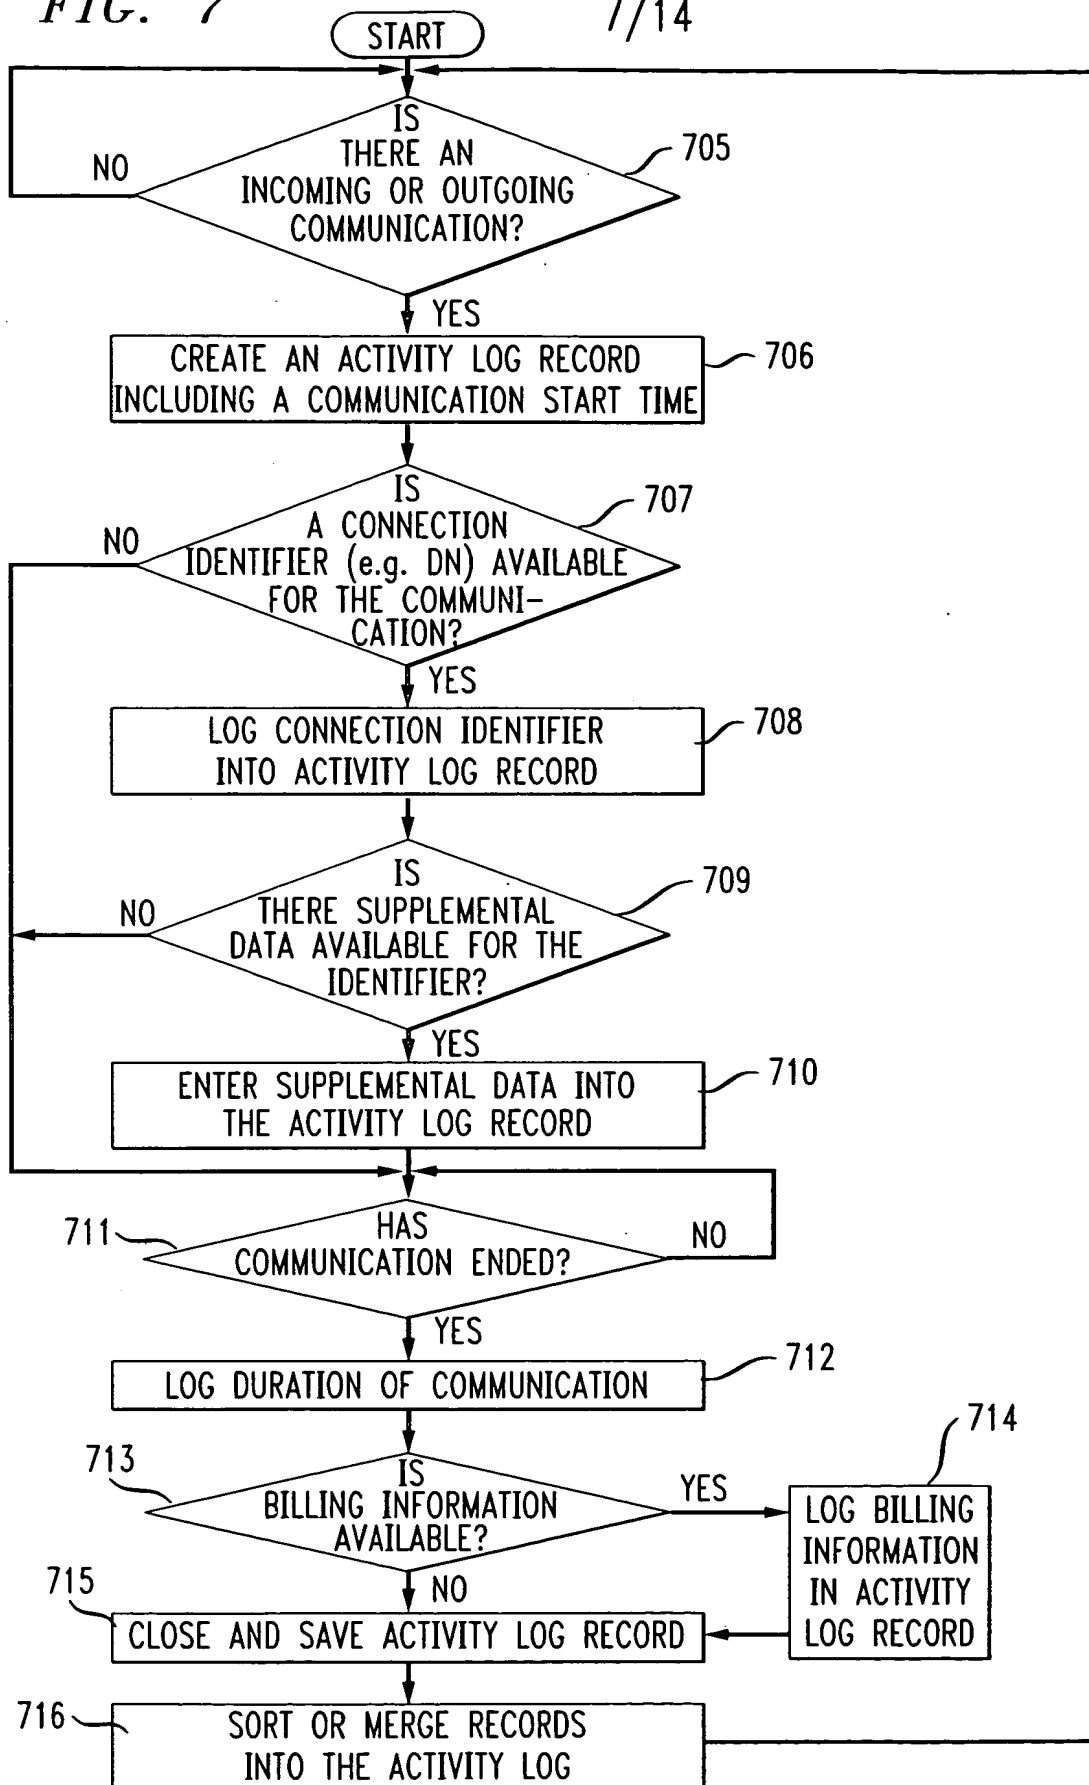 FIG. 7
7/14
START
IS
THERE AN
INCOMING OR OUTGOING
COMMUNICATION?
705
NO
YES
CREATE AN ACTIVITY LOG RECORD
INCLUDING A COMMUNICATION START TIME
706
IS
A CONNECTION
IDENTIFIER (e.g. DN) AVAILABLE
FOR THE COMMUNI-
CATION?
707
NO
YES
LOG CONNECTION IDENTIFIER
INTO ACTIVITY LOG RECORD
708
IS
THERE SUPPLEMENTAL
DATA AVAILABLE FOR THE
IDENTIFIER?
709
NO
YES
ENTER SUPPLEMENTAL DATA INTO
THE ACTIVITY LOG RECORD
710
711
HAS
COMMUNICATION ENDED?
NO
YES
LOG DURATION OF COMMUNICATION
712
713
IS
BILLING INFORMATION
AVAILABLE?
YES
714
LOG BILLING
INFORMATION
IN ACTIVITY
LOG RECORD
NO
715
CLOSE AND SAVE ACTIVITY LOG RECORD
716
SORT OR MERGE RECORDS
INTO THE ACTIVITY LOG